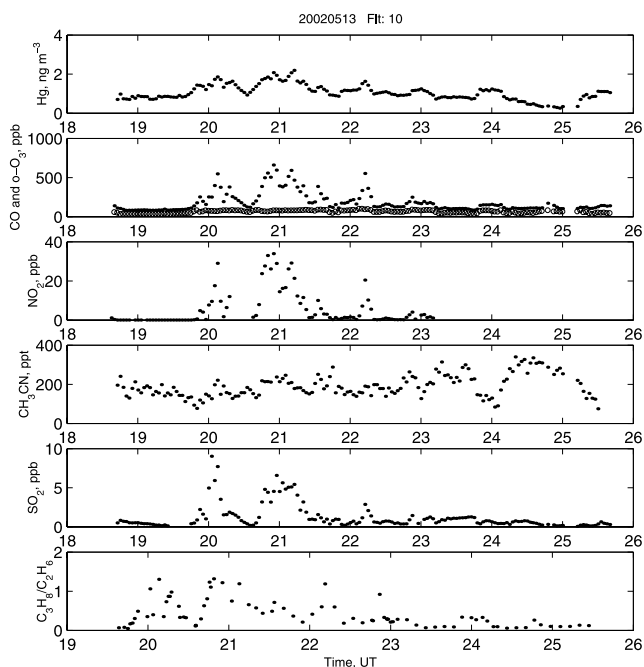 20020513 Flt: 10
Hg, ng m−3
4
2
0
18 19 20 21 22 23 24 25 26
CO and o−O3, ppb
1000
500
0
18 19 20 21 22 23 24 25 26
NO2, ppb
40
20
0
18 19 20 21 22 23 24 25 26
CH3CN, ppt
400
200
0
18 19 20 21 22 23 24 25 26
SO2, ppb
10
5
0
18 19 20 21 22 23 24 25 26
C3H8/C2H6
2
1
0
20 21 22 23 24 25 26
Time, UT